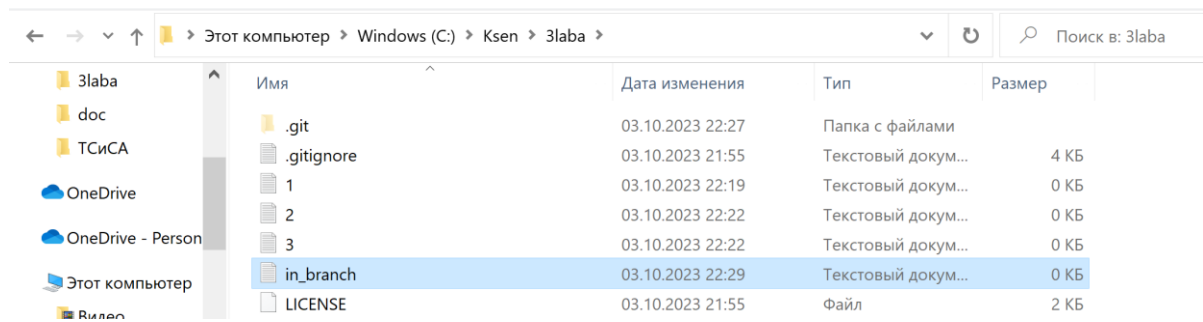 Этот компьютер > Windows (C:) > Ksen > 3laba >
Поиск в: 3laba
3laba
doc
ТСиСА
OneDrive
OneDrive - Person
Этот компьютер
Видео
Имя Дата изменения Тип Размер
.git 03.10.2023 22:27 Папка с файлами
.gitignore 03.10.2023 21:55 Текстовый докум... 4 КБ
1 03.10.2023 22:19 Текстовый докум... 0 КБ
2 03.10.2023 22:22 Текстовый докум... 0 КБ
3 03.10.2023 22:22 Текстовый докум... 0 КБ
in_branch 03.10.2023 22:29 Текстовый докум... 0 КБ
LICENSE 03.10.2023 21:55 Файл 2 КБ